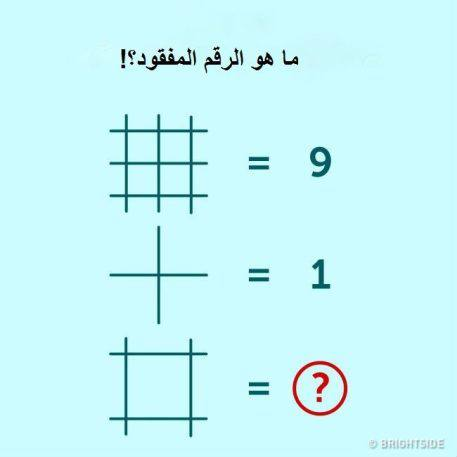 ما هو الرقم المفقود؟!
= 9
= 1
= ?
© BRIGHTSIDE